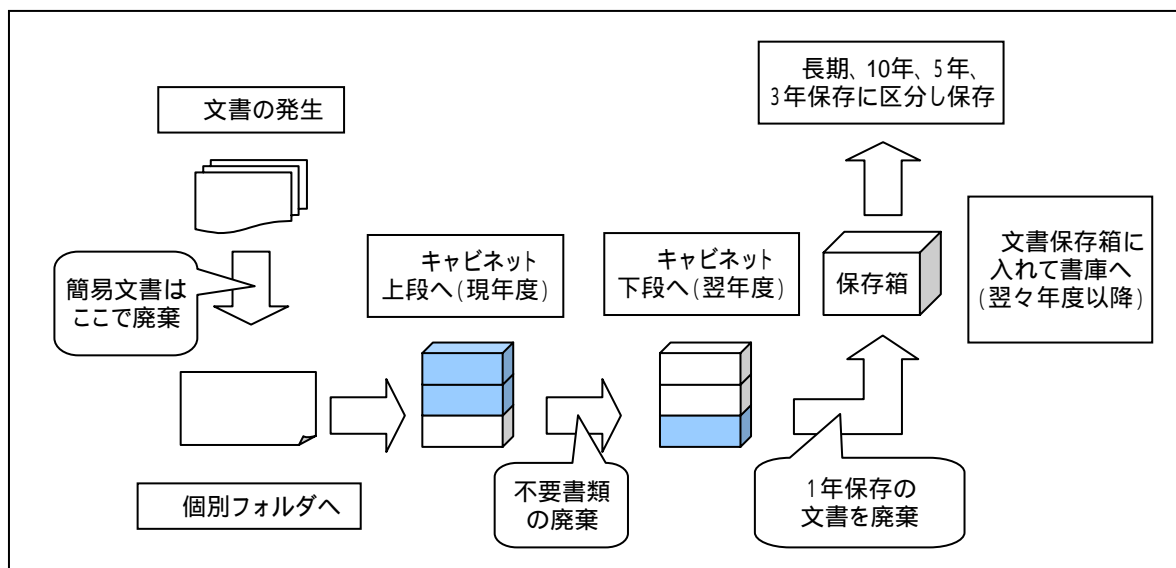 文書の発生
簡易文書は
ここで廃棄
個別フォルダへ
キャビネット
上段へ(現年度)
不要書類
の廃棄
キャビネット
下段へ(翌年度)
1年保存の
文書を廃棄
保存箱
文書保存箱に
入れて書庫へ
(翌々年度以降)
長期、10年、5年、
3年保存に区分し保存